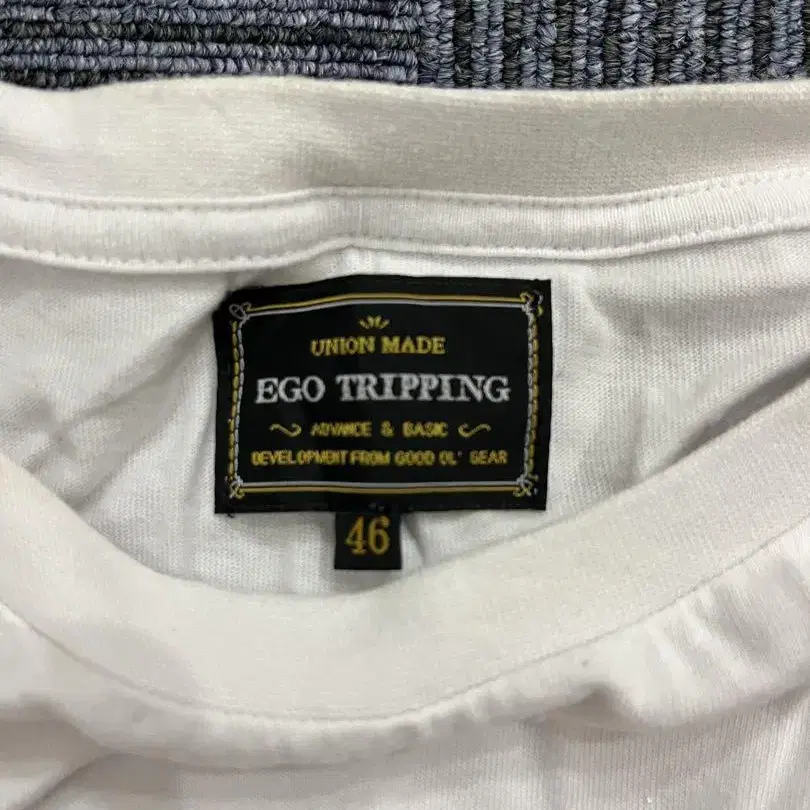 UNION MADE
EGO TRIPPING
ADVANCE & BASIC
DEVELOPMENT FROM GOOD OL' GEAR
46